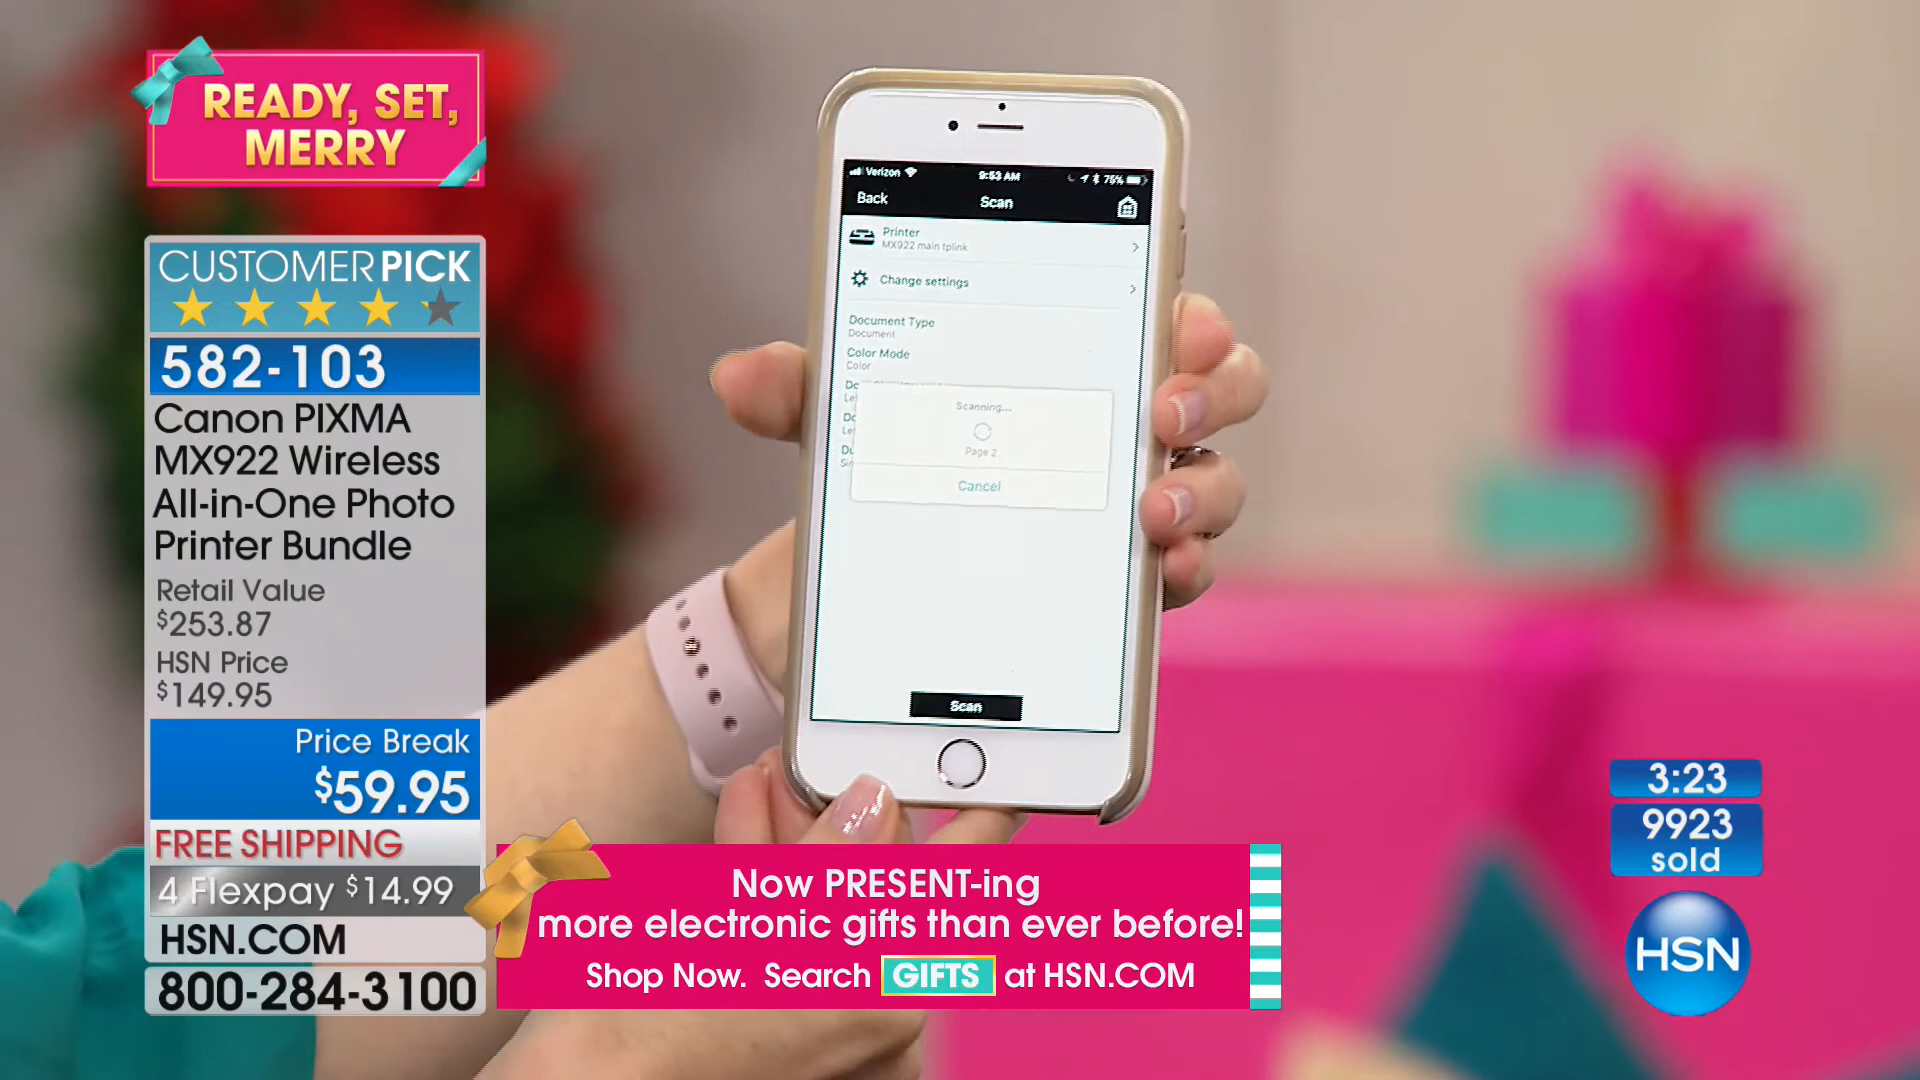 READY, SET,
MERRY
CUSTOMER PICK
582-103
Canon PIXMA
MX922 Wireless
All-in-One Photo
Printer Bundle
Retail Value
$253.87
HSN Price
$149.95
Price Break
$59.95
FREE SHIPPING
4 Flexpay $14.99
HSN.COM
800-284-3100
Verizon 9:53 AM 75%
Back Scan
Printer
MX922 main tplink
Change settings
Document Type
Document
Color Mode
Color
Scanning...
Page 2
Cancel
Scan
Now PRESENT-ing
more electronic gifts than ever before!
Shop Now. Search GIFTS at HSN.COM
3:23
9923
sold
HSN